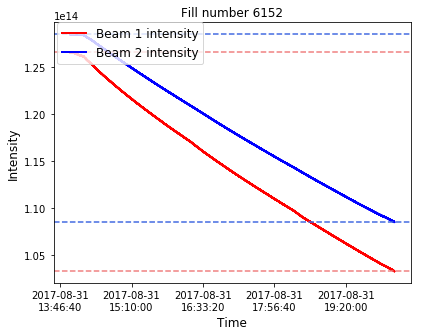 Fill number 6152
1e14
Beam 1 intensity
Beam 2 intensity
1.25
1.20
1.15
1.10
1.05
Intensity
2017-08-31 2017-08-31 2017-08-31 2017-08-31 2017-08-31
13:46:40 15:10:00 16:33:20 17:56:40 19:20:00
Time